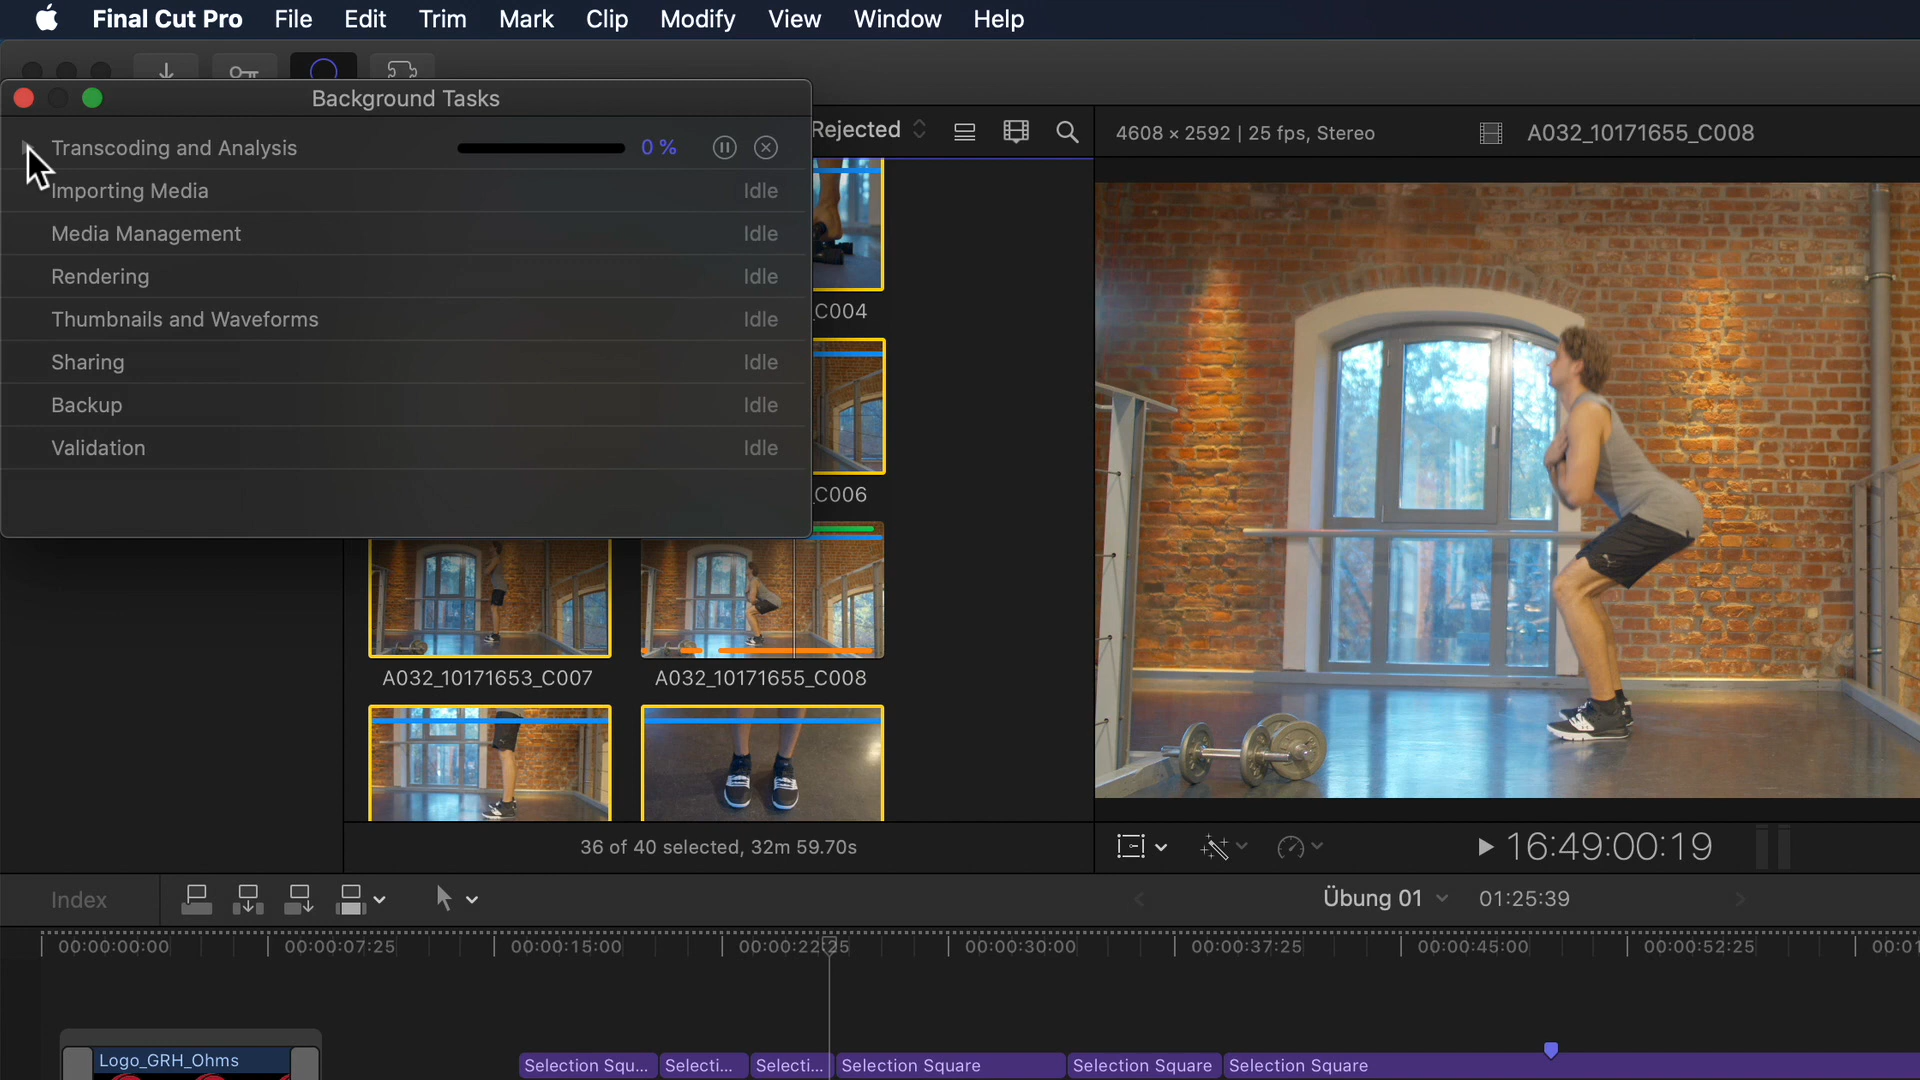 Final Cut Pro File Edit Trim Mark Clip Modify View Window Help
Background Tasks
Transcoding and Analysis 0 %
Importing Media Idle
Media Management Idle
Rendering Idle
Thumbnails and Waveforms Idle
Sharing Idle
Backup Idle
Validation Idle
Rejected
4608 × 2592 | 25 fps, Stereo
A032_10171655_C008
_C004
_C006
A032_10171653_C007
A032_10171655_C008
36 of 40 selected, 32m 59.70s
16:49:00:19
Index
Übung 01
01:25:39
00:00:00:00 00:00:07:25 00:00:15:00 00:00:22:25 00:00:30:00 00:00:37:25 00:00:45:00 00:00:52:25 00:01
Logo_GRH_Ohms
Selection Squ... Selecti... Selecti... Selection Square Selection Square Selection Square